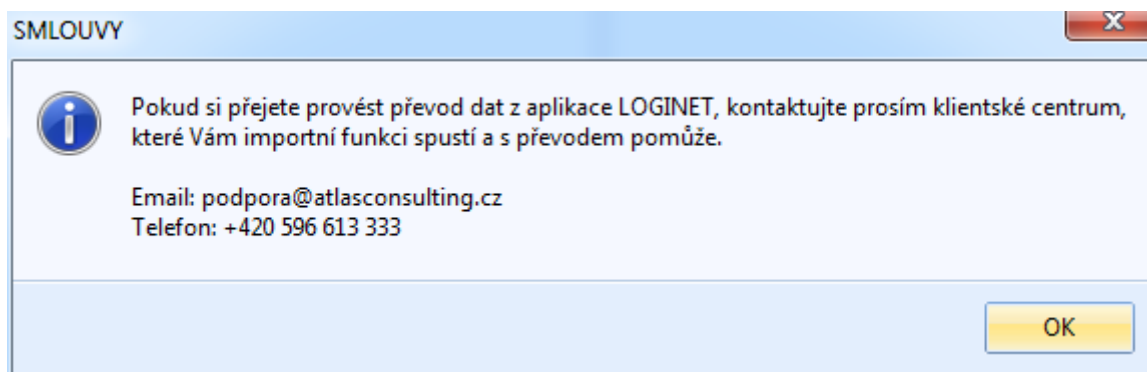 SMLOUVY
Pokud si přejete provést převod dat z aplikace LOGINET, kontaktujte prosím klientské centrum,
které Vám importní funkci spustí a s převodem pomůže.
Email: podpora@atlasconsulting.cz
Telefon: +420 596 613 333
OK